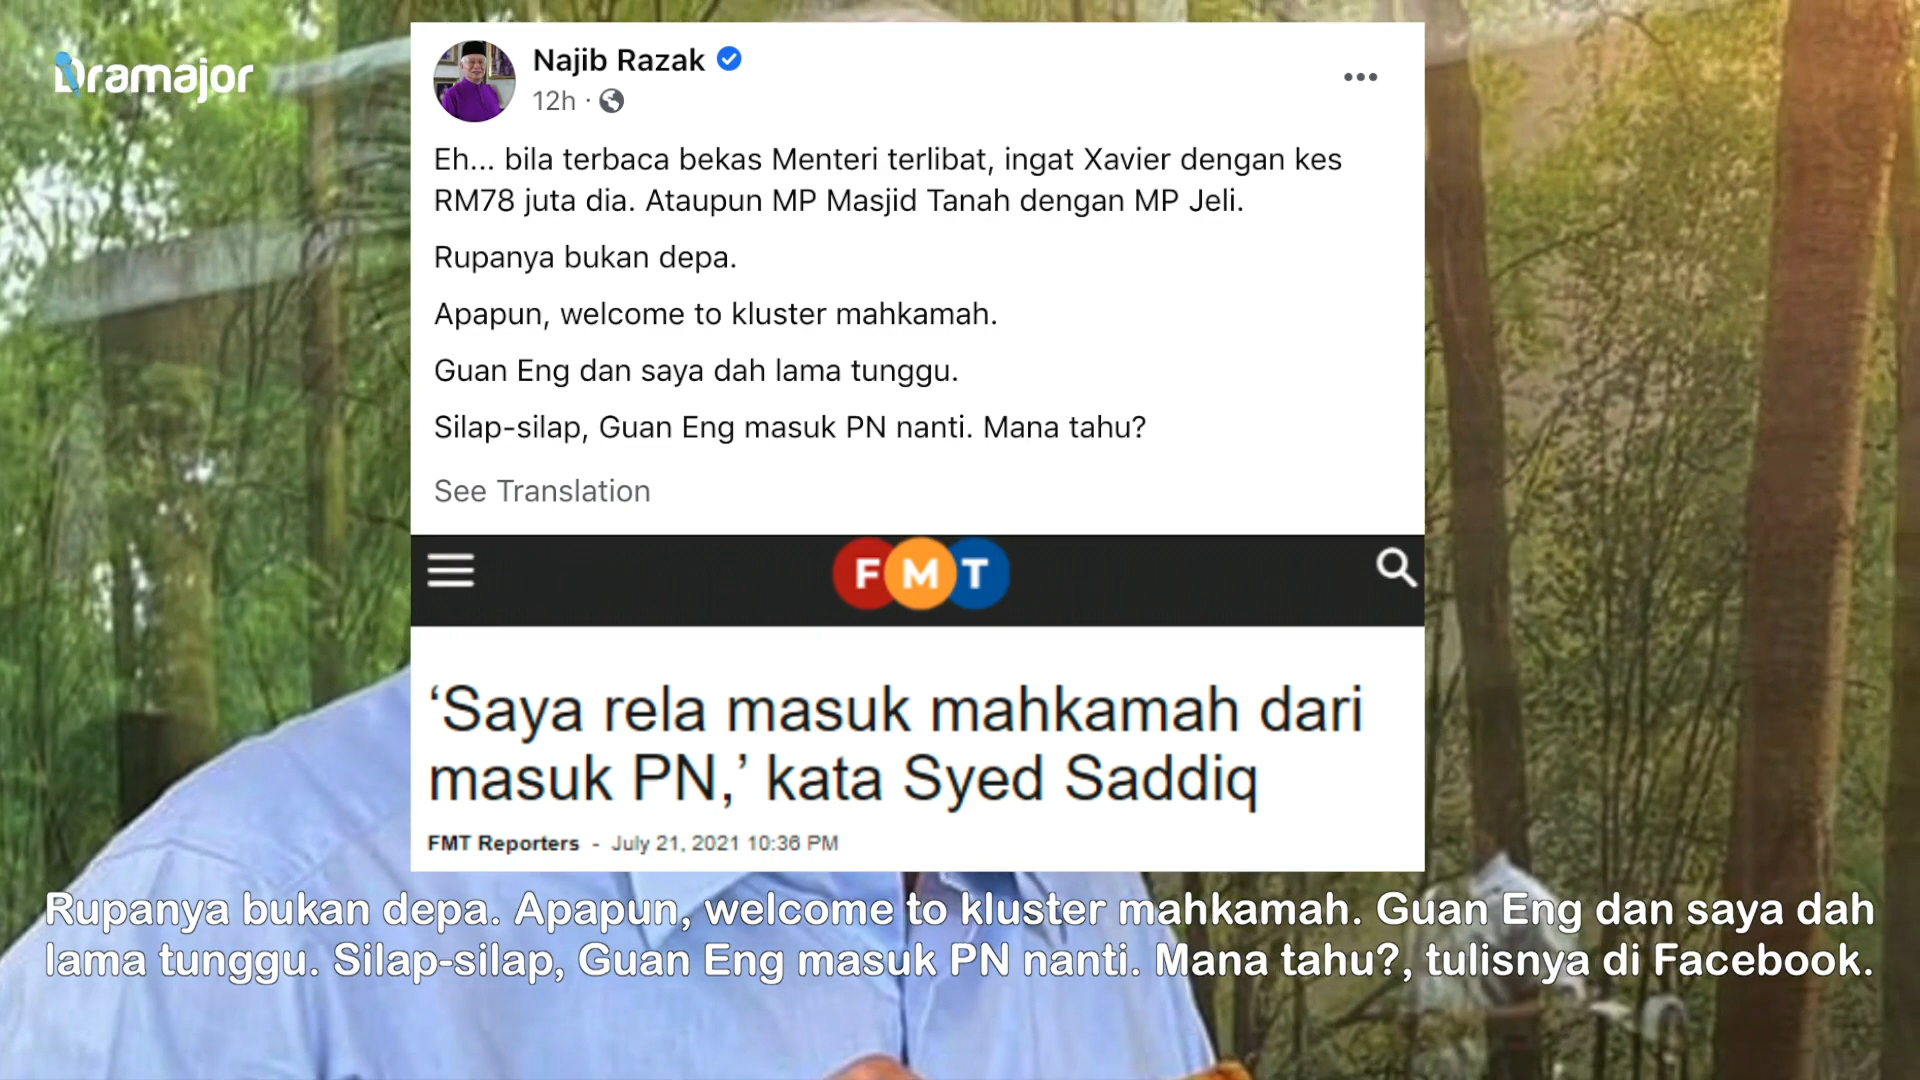 Dramajor
Najib Razak
12h ·
Eh... bila terbaca bekas Menteri terlibat, ingat Xavier dengan kes
RM78 juta dia. Ataupun MP Masjid Tanah dengan MP Jeli.
Rupanya bukan depa.
Apapun, welcome to kluster mahkamah.
Guan Eng dan saya dah lama tunggu.
Silap-silap, Guan Eng masuk PN nanti. Mana tahu?
See Translation
FMT
‘Saya rela masuk mahkamah dari
masuk PN,’ kata Syed Saddiq
FMT Reporters - July 21, 2021 10:36 PM
Rupanya bukan depa. Apapun, welcome to kluster mahkamah. Guan Eng dan saya dah
lama tunggu. Silap-silap, Guan Eng masuk PN nanti. Mana tahu?, tulisnya di Facebook.